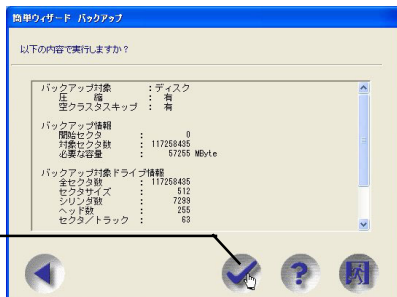 簡単ウィザード バックアップ
以下の内容で実行しますか？
バックアップ対象 : ディスク
圧 縮 : 有
空クラスタスキップ : 有
バックアップ情報
開始セクタ : 0
対象セクタ数 : 117258435
必要な容量 : 57255 MByte
バックアップ対象ドライブ情報
全セクタ数 : 117258435
セクタサイズ : 512
シリンダ数 : 7299
ヘッド数 : 255
セクタ／トラック : 63
?